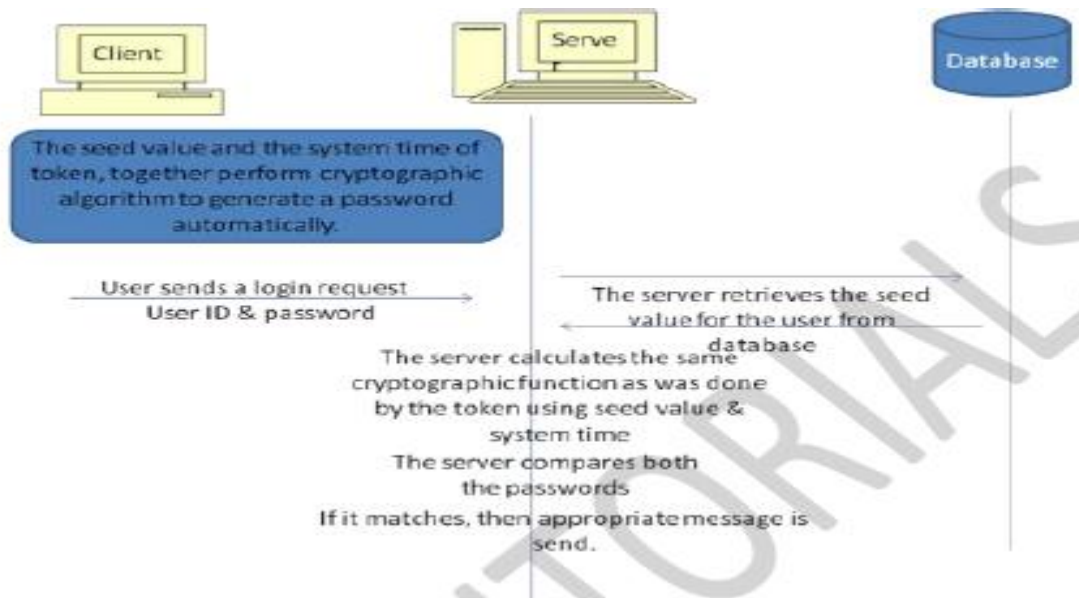 Client
Serve
r
Database
The seed value and the system time of
token, together perform cryptographic
algorithm to generate a password
automatically.
User sends a login request
User ID & password
The server retrieves the seed
value for the user from
database
The server calculates the same
cryptographic function as was done
by the token using seed value &
system time
The server compares both
the passwords
If it matches, then appropriate message is
send.
TORIALS